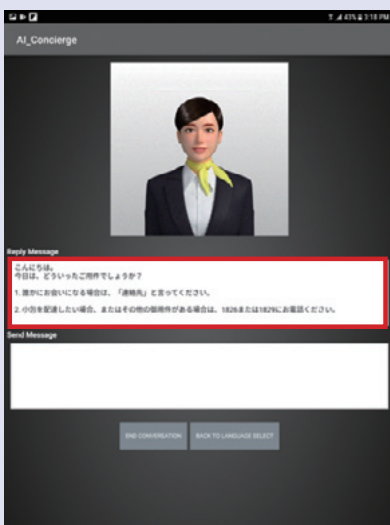 43% 3:18 PM
AI_Concierge
Reply Message
こんにちは。
今日は、どういったご用件でしょうか？
1. 誰かにお会いになる場合は、「連絡先」と言ってください。
2. 小包を配達したい場合、またはその他の御用件がある場合は、1826または1829にお電話ください。
Send Message
END CONVERSATION
BACK TO LANGUAGE SELECT